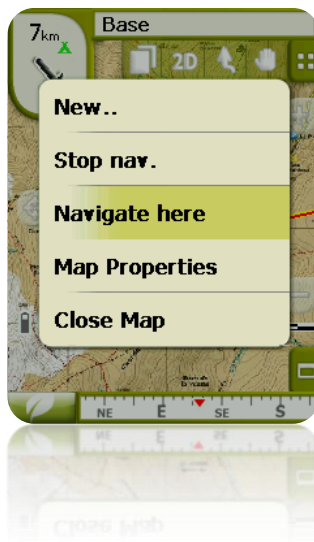 7km
Base
2D
New..
Stop nav.
Navigate here
Map Properties
Close Map
NE E SE S